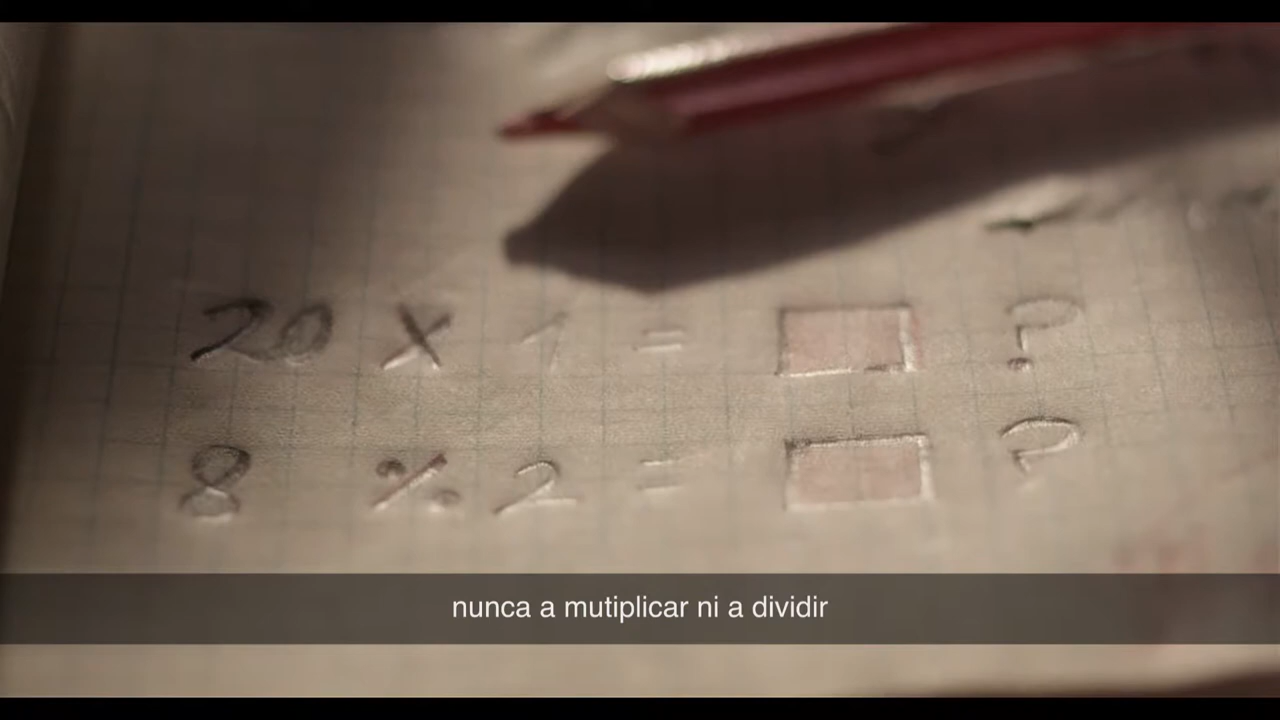 20 x 1 = ?
8 % 2 = ?
nunca a mutiplicar ni a dividir